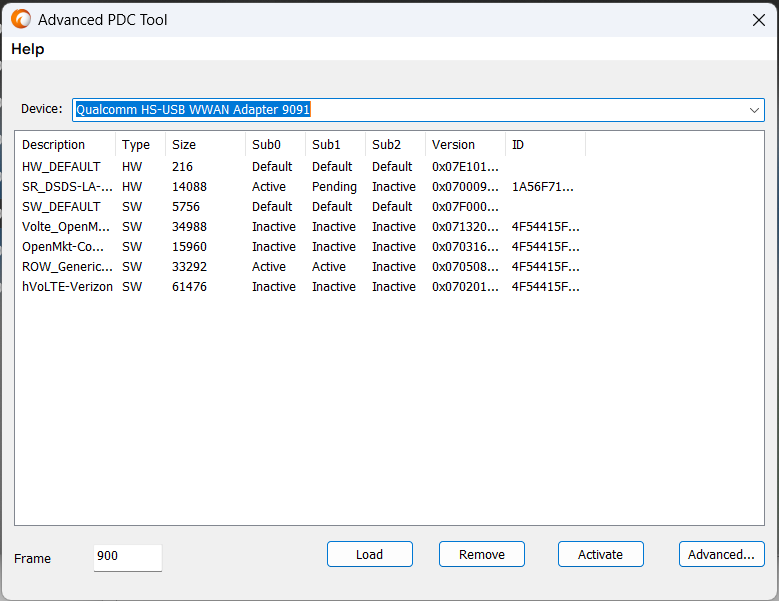 Advanced PDC Tool
Help
Device: Qualcomm HS-USB WWAN Adapter 9091
Description Type Size Sub0 Sub1 Sub2 Version ID
HW_DEFAULT HW 216 Default Default Default 0x07E101...
SR_DSDS-LA-... HW 14088 Active Pending Inactive 0x070009... 1A56F71...
SW_DEFAULT SW 5756 Default Default Default 0x07F000...
Volte_OpenM... SW 34988 Inactive Inactive Inactive 0x071320... 4F54415F...
OpenMkt-Co... SW 15960 Inactive Inactive Inactive 0x070316... 4F54415F...
ROW_Generic... SW 33292 Active Active Inactive 0x070508... 4F54415F...
hVoLTE-Verizon SW 61476 Inactive Inactive Inactive 0x070201... 4F54415F...
Frame 900 Load Remove Activate Advanced...